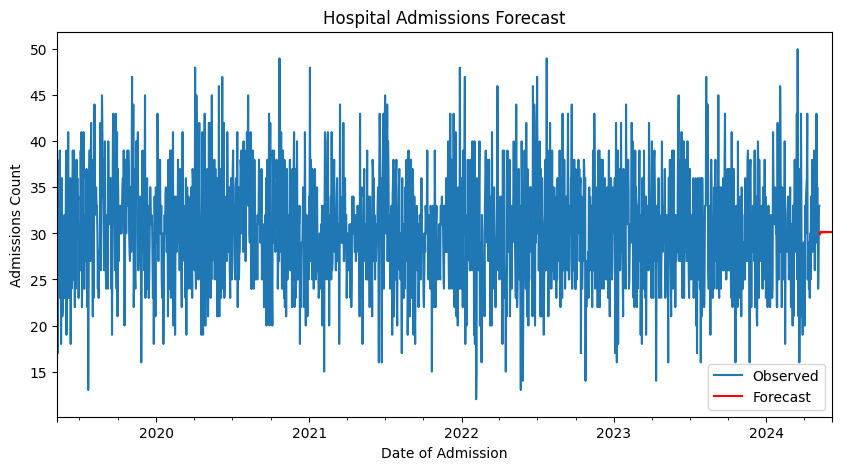 Hospital Admissions Forecast
Admissions Count
50
45
40
35
30
25
20
15
2020
2021
2022
2023
2024
Date of Admission
Observed
Forecast